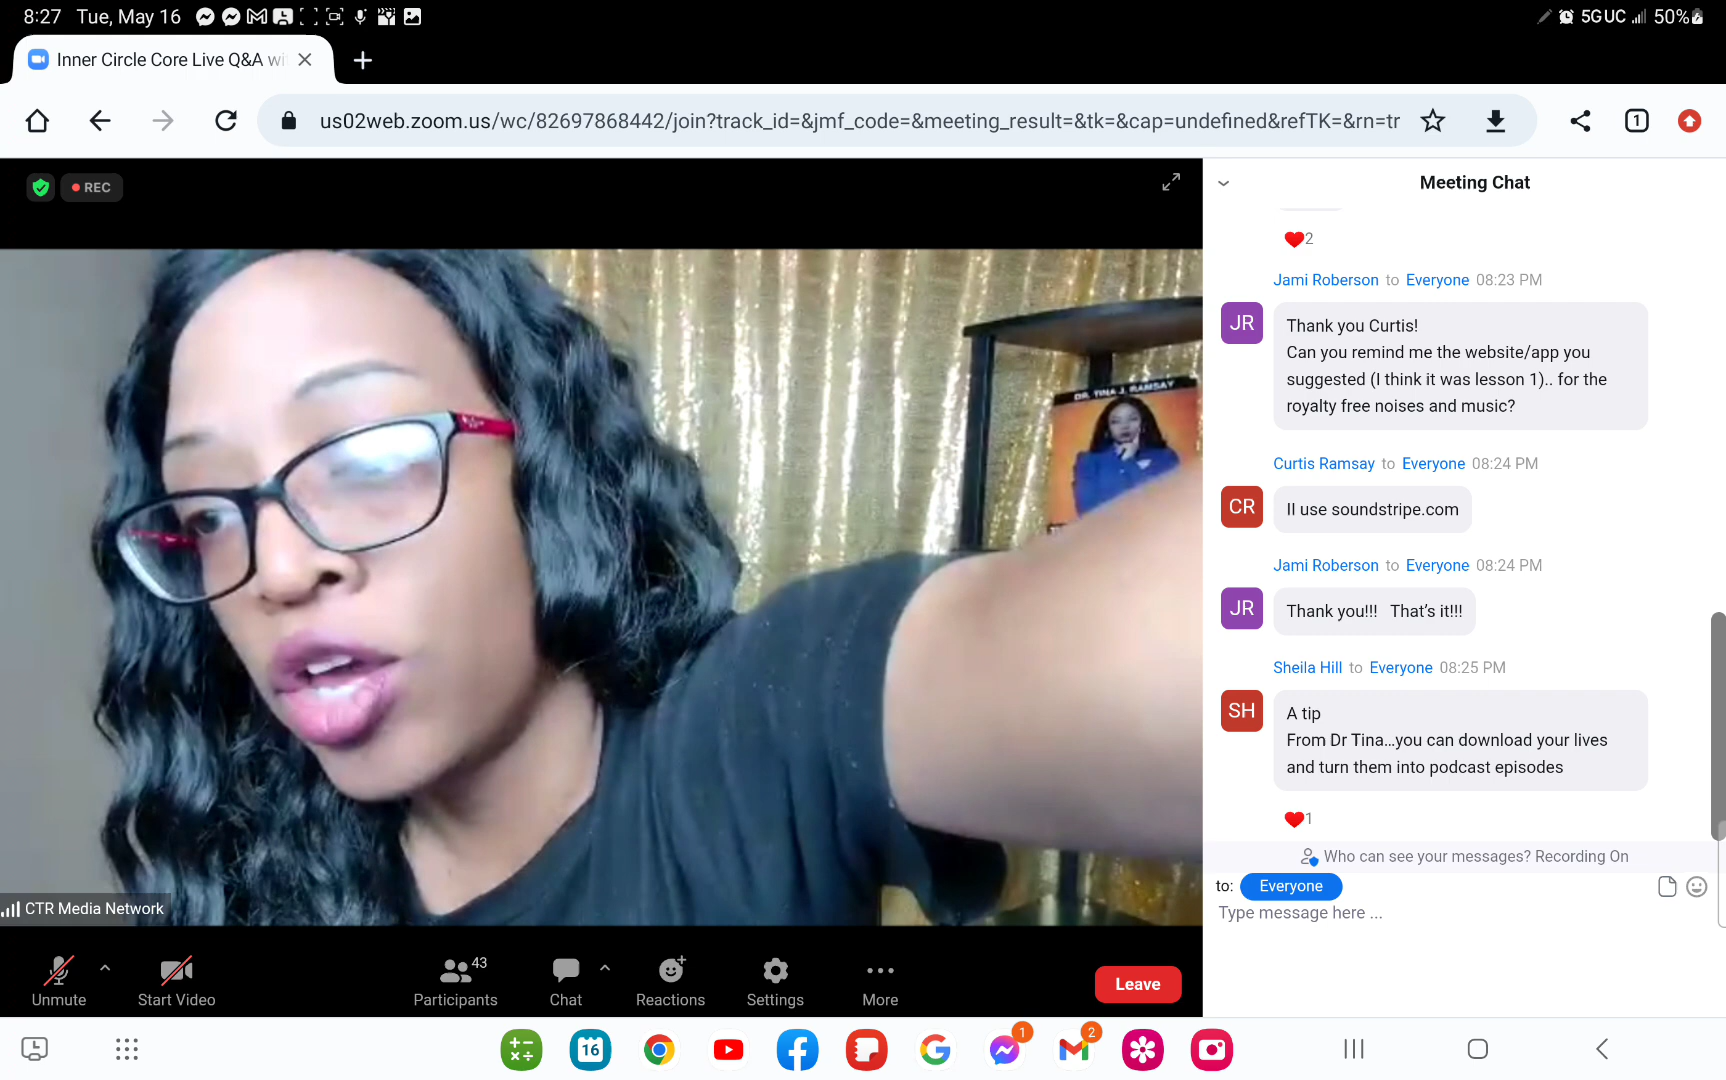 8:27 Tue, May 16
5GUC 50%
Inner Circle Core Live Q&A wi
us02web.zoom.us/wc/82697868442/join?track_id=&jmf_code=&meeting_result=&tk=&cap=undefined&refTK=&rn=tr
1
REC
DR. TINA J. RAMSAY
CTR Media Network
Unmute
Start Video
43
Participants
Chat
Reactions
Settings
More
Leave
Meeting Chat
2
Jami Roberson to Everyone 08:23 PM
JR
Thank you Curtis!
Can you remind me the website/app you
suggested (I think it was lesson 1).. for the
royalty free noises and music?
Curtis Ramsay to Everyone 08:24 PM
CR
II use soundstripe.com
Jami Roberson to Everyone 08:24 PM
JR
Thank you!!! That's it!!!
Sheila Hill to Everyone 08:25 PM
SH
A tip
From Dr Tina...you can download your lives
and turn them into podcast episodes
1
Who can see your messages? Recording On
to: Everyone
Type message here ...
16
1
2